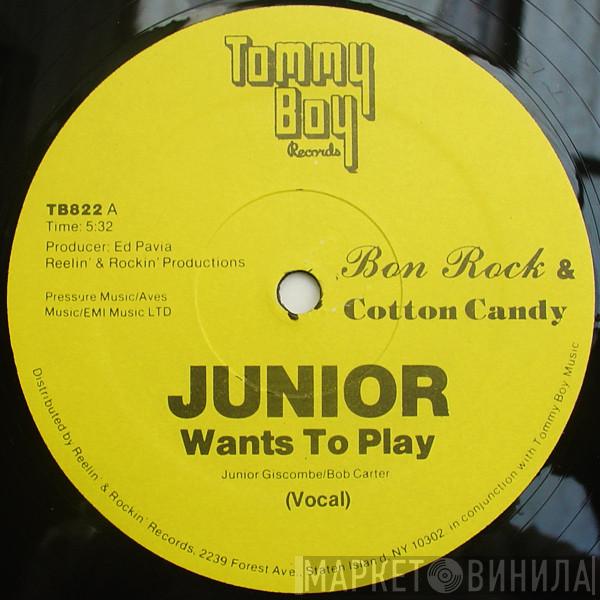 Tommy
Boy
Records
TB822 A
Time: 5:32
Producer: Ed Pavia
Reelin' & Rockin' Productions
Pressure Music/Aves
Music/EMI Music LTD
Bon Rock &
Cotton Candy
JUNIOR
Wants To Play
Junior Giscombe/Bob Carter
(Vocal)
Distributed by Reelin' & Rockin' Records, 2239 Forest Ave., Staten Island, NY 10302 in conjunction with Tommy Boy Music
МАРКЕТ ВИНИЛА